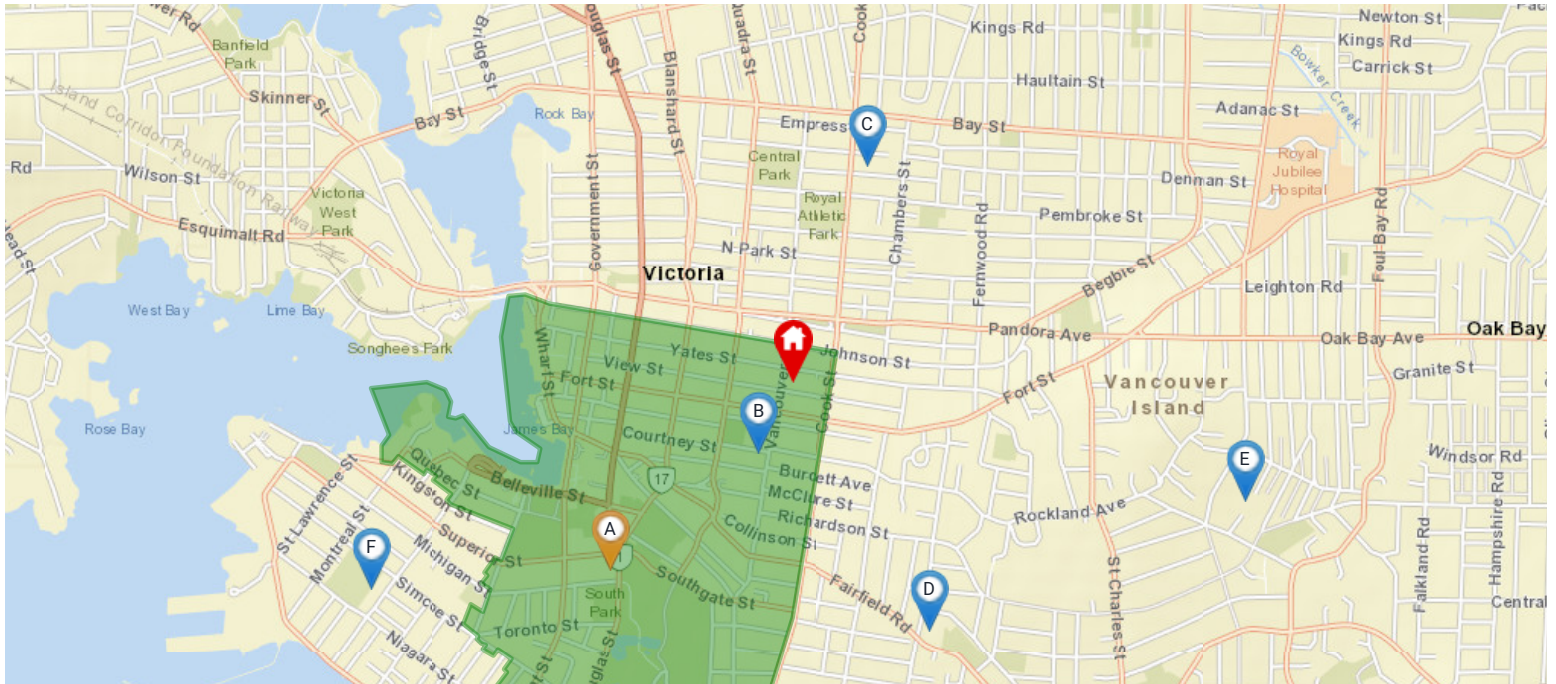 Newton St
Kings Rd
Kings Rd
Carrick St
Banfield
Park
Bridge St
Quadra St
Blanshard St
Bowker Creek
Haultain St
Skinner St
Adanac St
Rock Bay
Bay St
Empress
C
Bay St
Island Corridor Foundation Railway
Central
Park
Royal
Jubilee
Hospital
Rd
Wilson St
Dennan St
Government St
Chambers St
Victoria
West
Park
Royal
Athletic
Park
Pembroke St
Fernwood Rd
Foul Bay Rd
Esquimalt Rd
N Park St
Begbie St
Victoria
Leighton Rd
West Bay
Lime Bay
Pandora Ave
Oak Bay Ave
Oak Bay
Songhees Park
Wharf St
Yates St
Johnson St
View St
Fort St
Fort St
Granite St
Vancouver
Cook St
Vancouver
Island
B
Rose Bay
James Bay
Courtney St
Windsor Rd
E
Quebec St
Kingston St
Belleville St
17
Burdett Ave
McClure St
Richardson St
Rockland Ave
St Lawrence St
Montreal St
Superior St
A
1
Collinson St
Hampshire Rd
Falkland Rd
F
Michigan St
Simcoe St
Southgate St
Fairfield Rd
D
St Charles St
South
Park
Central
Toronto St
Niagara St